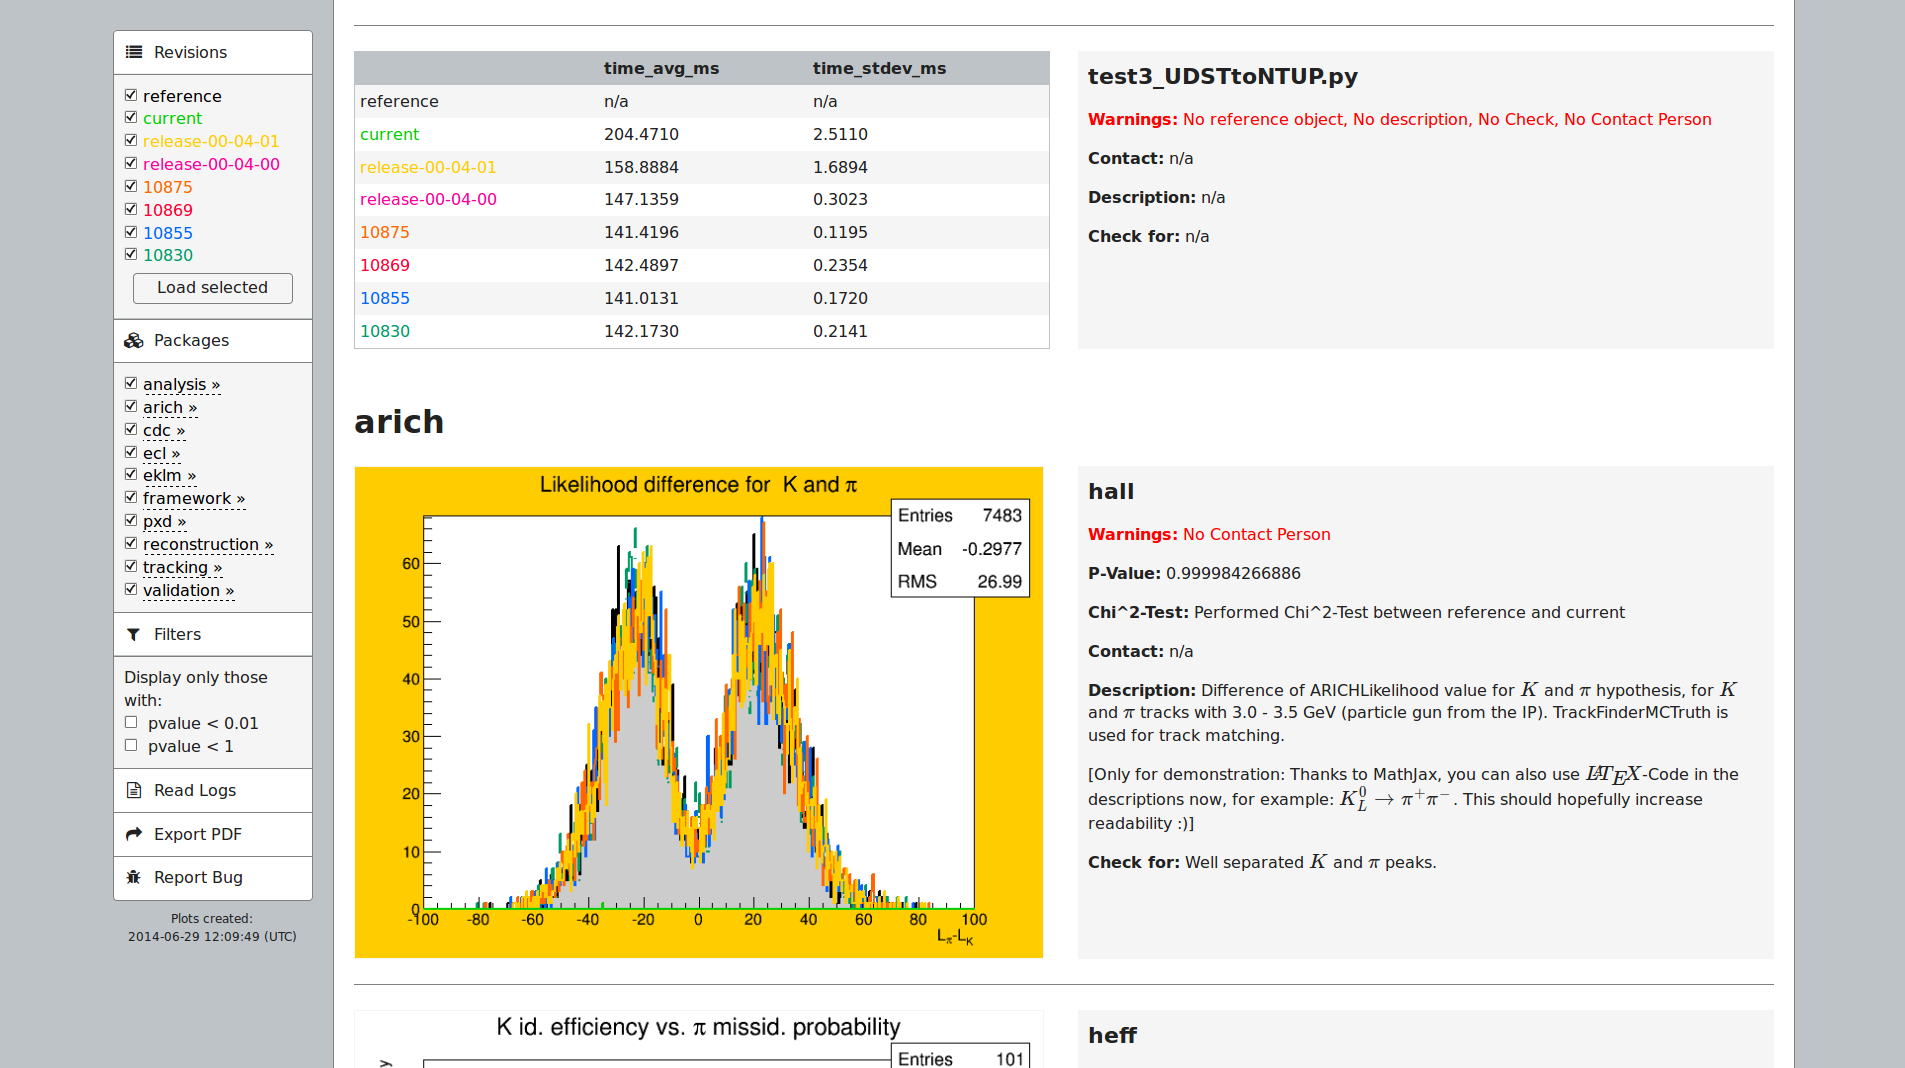 Revisions
reference
current
release-00-04-01
release-00-04-00
10875
10869
10855
10830
Load selected
Packages
analysis »
arich »
cdc »
ecl »
eklm »
framework »
pxd »
reconstruction »
tracking »
validation »
Filters
Display only those
with:
pvalue < 0.01
pvalue < 1
Read Logs
Export PDF
Report Bug
Plots created:
2014-06-29 12:09:49 (UTC)
time_avg_ms time_stdev_ms
reference n/a n/a
current 204.4710 2.5110
release-00-04-01 158.8884 1.6894
release-00-04-00 147.1359 0.3023
10875 141.4196 0.1195
10869 142.4897 0.2354
10855 141.0131 0.1720
10830 142.1730 0.2141
test3_UDSTtoNTUP.py
Warnings: No reference object, No description, No Check, No Contact Person
Contact: n/a
Description: n/a
Check for: n/a
arich
Likelihood difference for K and π
Entries 7483
Mean -0.2977
RMS 26.99
60
50
40
30
20
10
0
-100 -80 -60 -40 -20 0 20 40 60 80 100
Lπ-LK
hall
Warnings: No Contact Person
P-Value: 0.999984266886
Chi^2-Test: Performed Chi^2-Test between reference and current
Contact: n/a
Description: Difference of ARICHLikelihood value for K and π hypothesis, for K
and π tracks with 3.0 - 3.5 GeV (particle gun from the IP). TrackFinderMCTruth is
used for track matching.
[Only for demonstration: Thanks to MathJax, you can also use LATEX-Code in the
descriptions now, for example: K⁰L → π⁺π⁻. This should hopefully increase
readability :)]
Check for: Well separated K and π peaks.
K id. efficiency vs. π missid. probability
Entries 101
y
heff